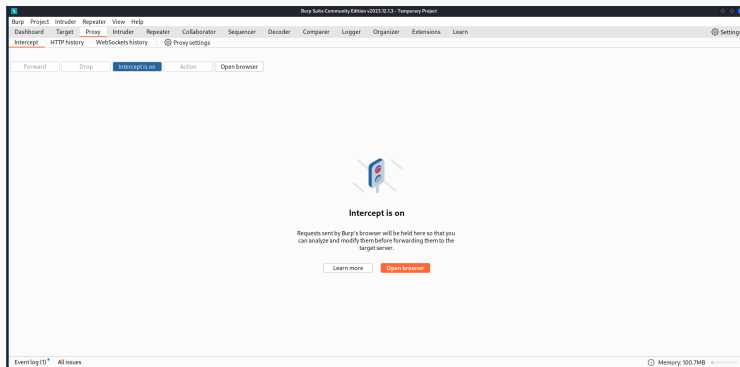 Burp Suite Community Edition v2023.12.1.3 - Temporary Project
Burp Project Intruder Repeater View Help
Dashboard Target Proxy Intruder Repeater Collaborator Sequencer Decoder Comparer Logger Organizer Extensions Learn Settings
Intercept HTTP history WebSockets history Proxy settings
Forward Drop Intercept is on Action Open browser
Intercept is on
Requests sent by Burp's browser will be held here so that you
can analyze and modify them before forwarding them to the
target server.
Learn more Open browser
Event log (1) All issues Memory: 100.7MB